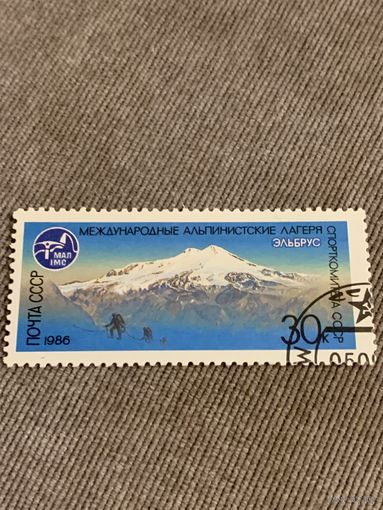 МЕЖДУНАРОДНЫЕ АЛЬПИНИСТСКИЕ ЛАГЕРЯ
СПОРТКОМИТЕТА СССР
ЭЛЬБРУС
МАЛ
IMC
ПОЧТА СССР
1986
30к